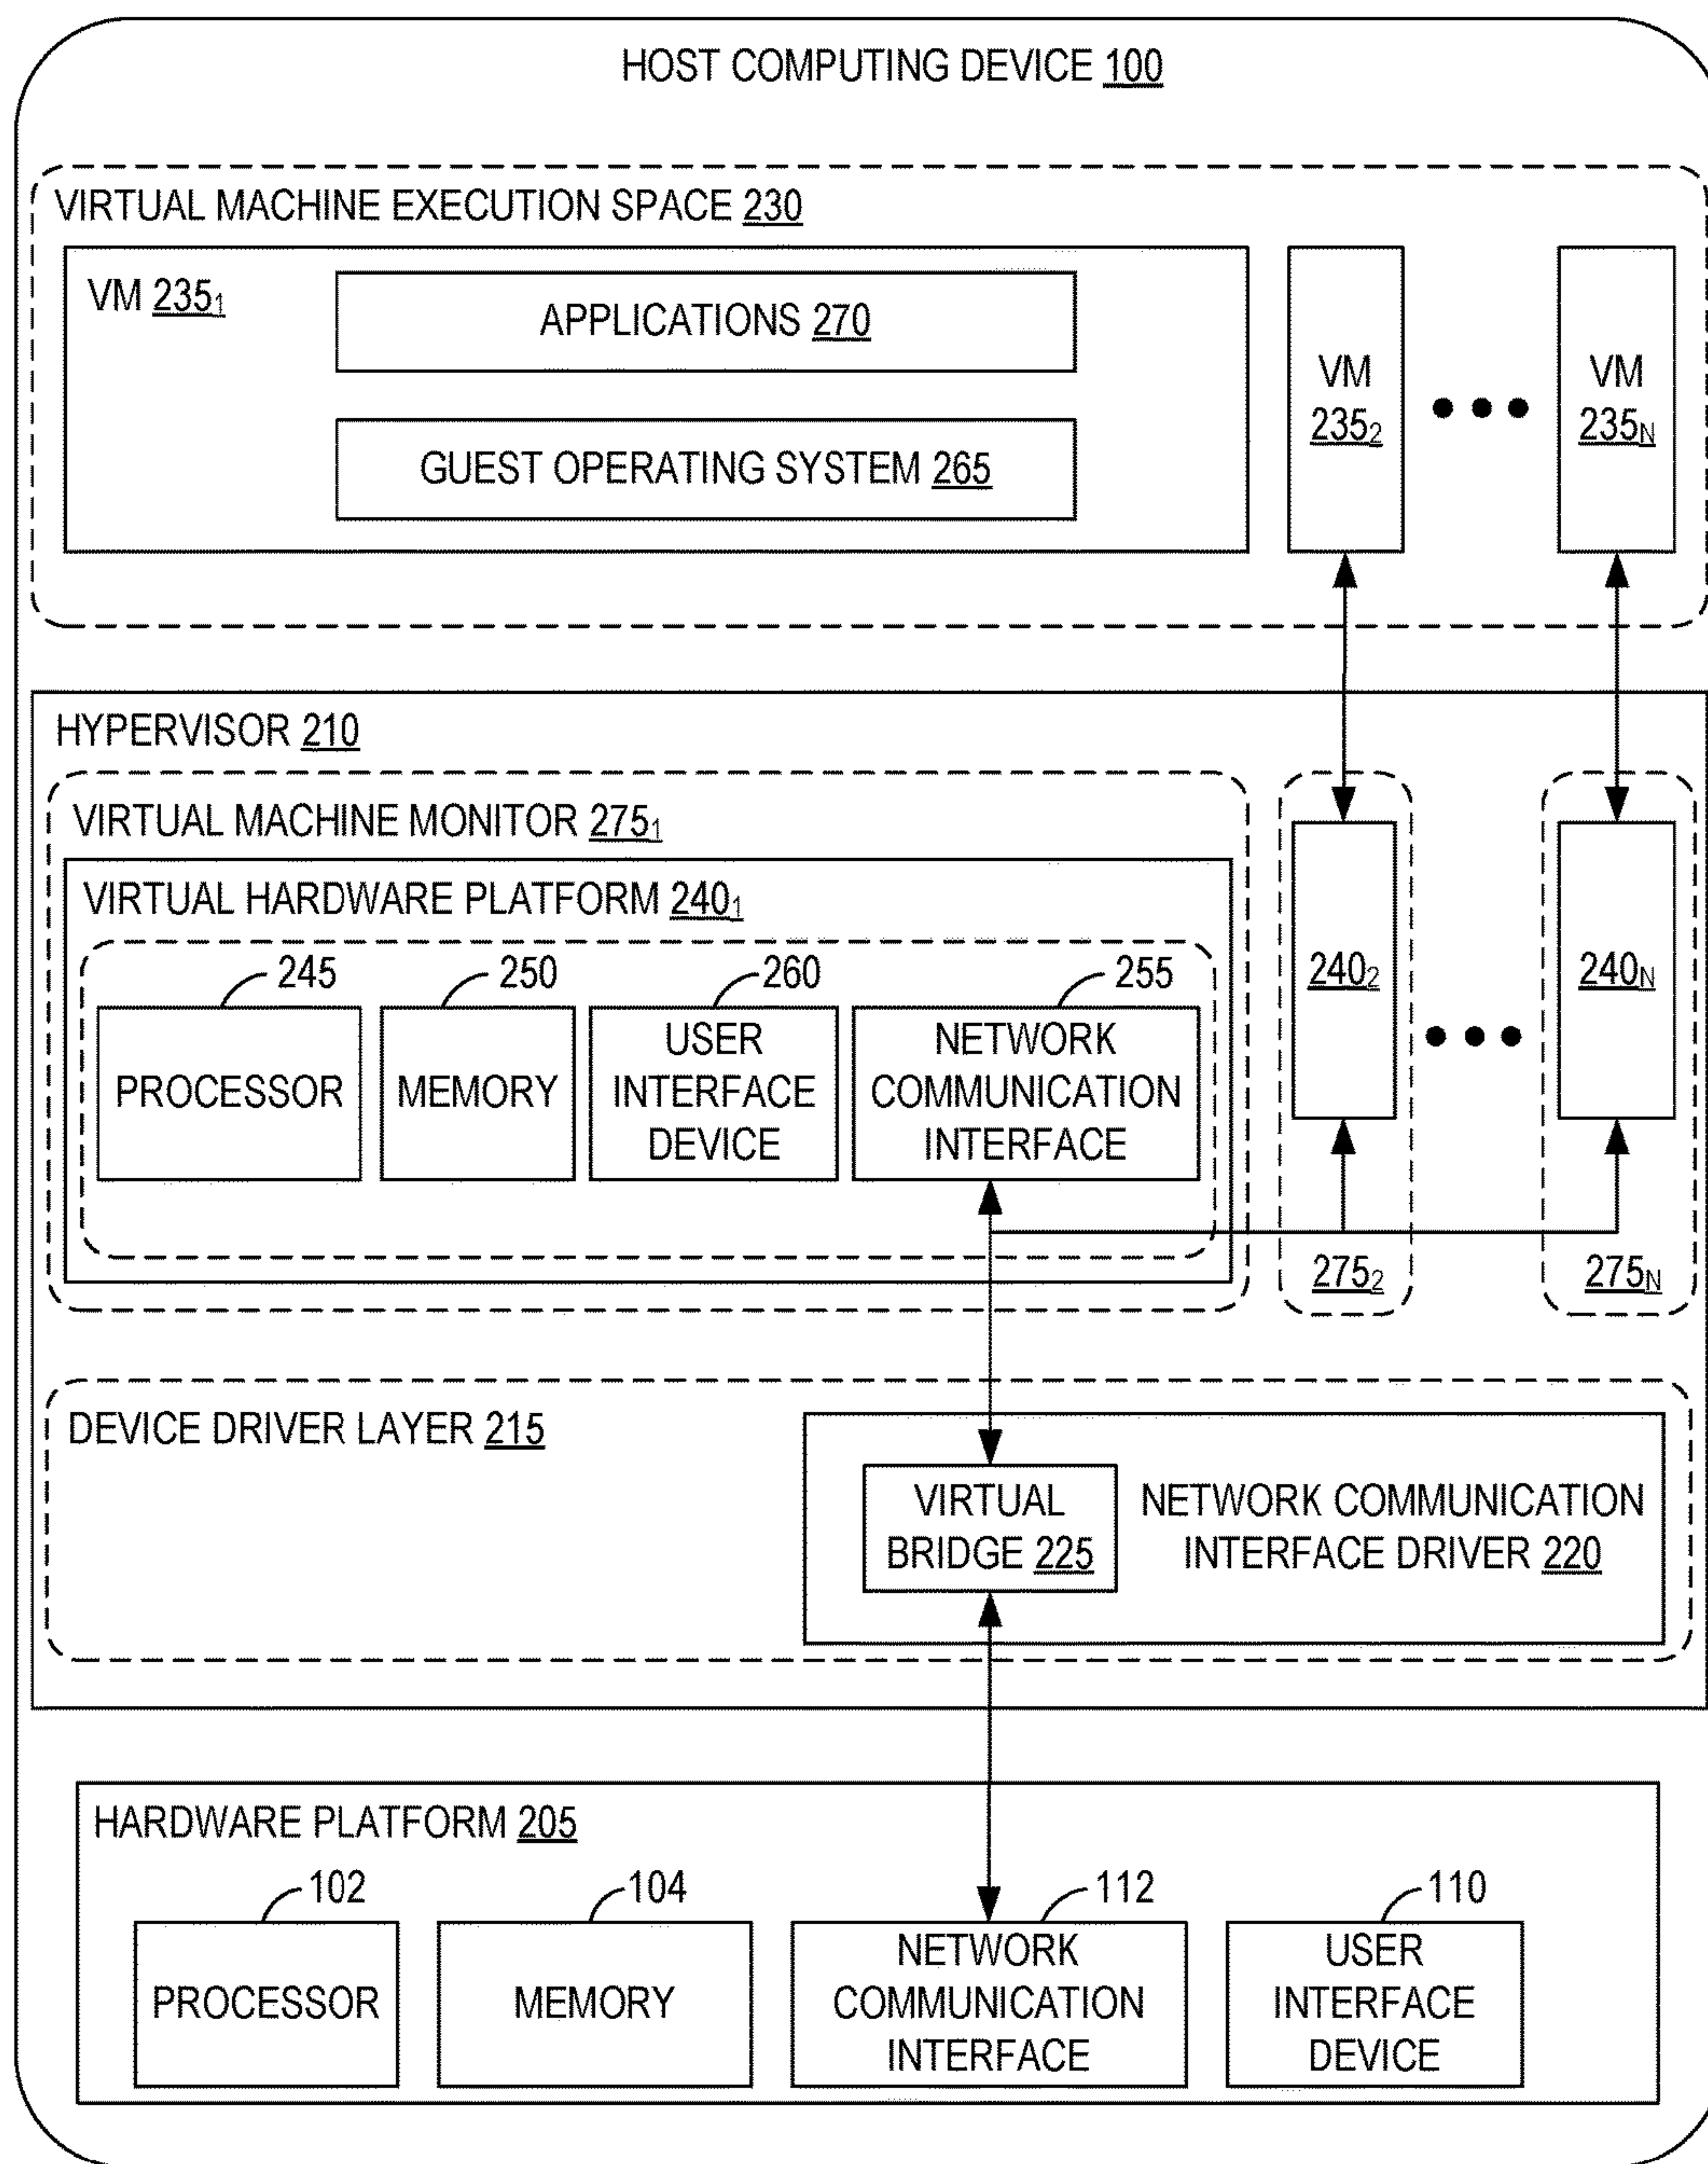 HOST COMPUTING DEVICE 100
VIRTUAL MACHINE EXECUTION SPACE 230
VM 235₁
APPLICATIONS 270
GUEST OPERATING SYSTEM 265
VM
235₂
VM
235N
HYPERVISOR 210
VIRTUAL MACHINE MONITOR 275₁
VIRTUAL HARDWARE PLATFORM 240₁
245
250
260
255
PROCESSOR
MEMORY
USER
INTERFACE
DEVICE
NETWORK
COMMUNICATION
INTERFACE
240₂
240N
275₂
275N
DEVICE DRIVER LAYER 215
VIRTUAL
BRIDGE 225
NETWORK COMMUNICATION
INTERFACE DRIVER 220
HARDWARE PLATFORM 205
102
104
112
110
PROCESSOR
MEMORY
NETWORK
COMMUNICATION
INTERFACE
USER
INTERFACE
DEVICE